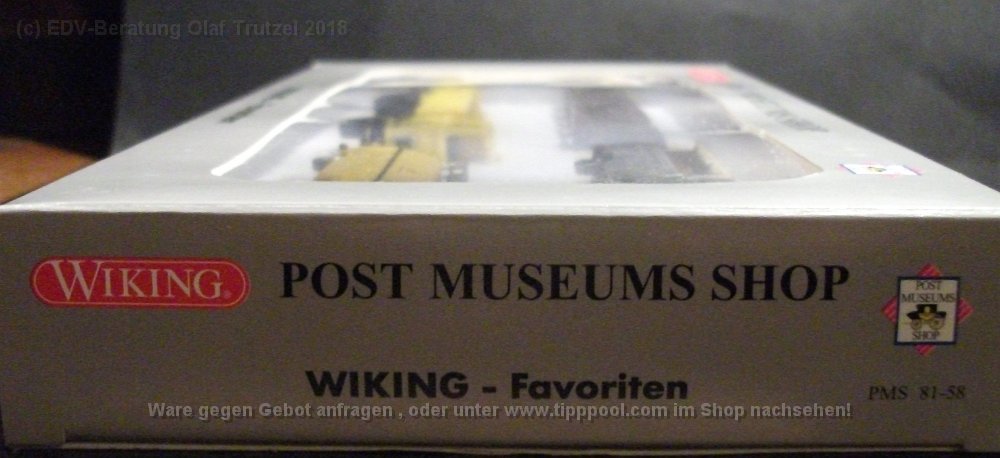 (c) EDV-Beratung Olaf Trutzel 2018
WIKING®
POST MUSEUMS SHOP
POST
MUSEUMS
SHOP
WIKING - Favoriten
PMS 81-58
Ware gegen Gebot anfragen , oder unter www.tipppool.com im Shop nachsehen!